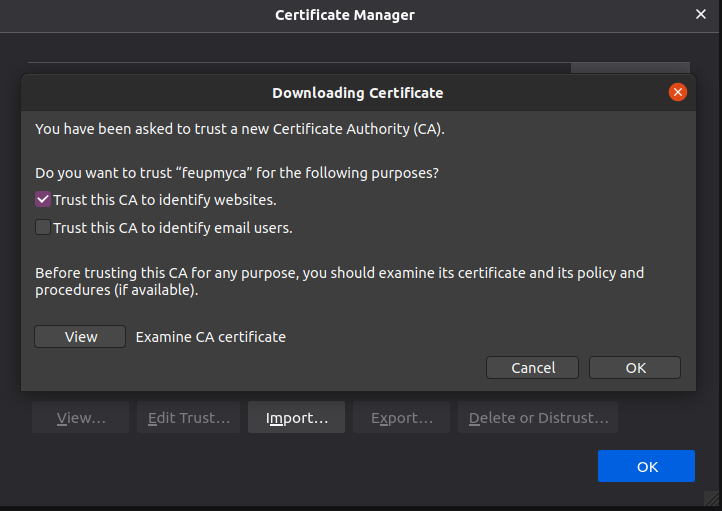 Certificate Manager
Downloading Certificate
You have been asked to trust a new Certificate Authority (CA).
Do you want to trust “feupmyca” for the following purposes?
Trust this CA to identify websites.
Trust this CA to identify email users.
Before trusting this CA for any purpose, you should examine its certificate and its policy and
procedures (if available).
View Examine CA certificate
Cancel OK
View… Edit Trust… Import… Export… Delete or Distrust…
OK